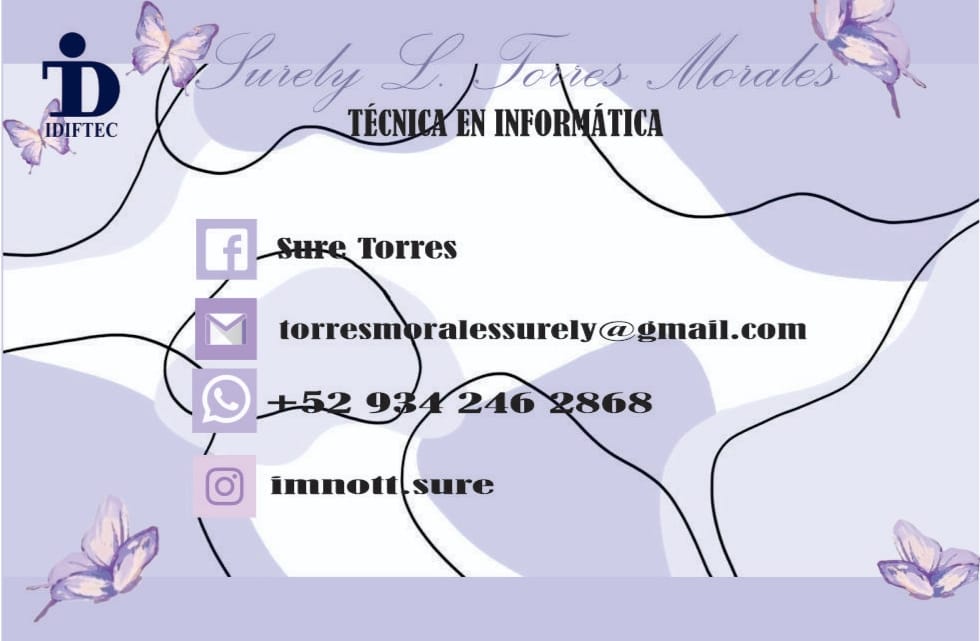 Surely L. Torres Morales
IDIFTEC
TÉCNICA EN INFORMÁTICA
Sure Torres
torresmoralessurely@gmail.com
+52 934 246 2868
imnott.sure